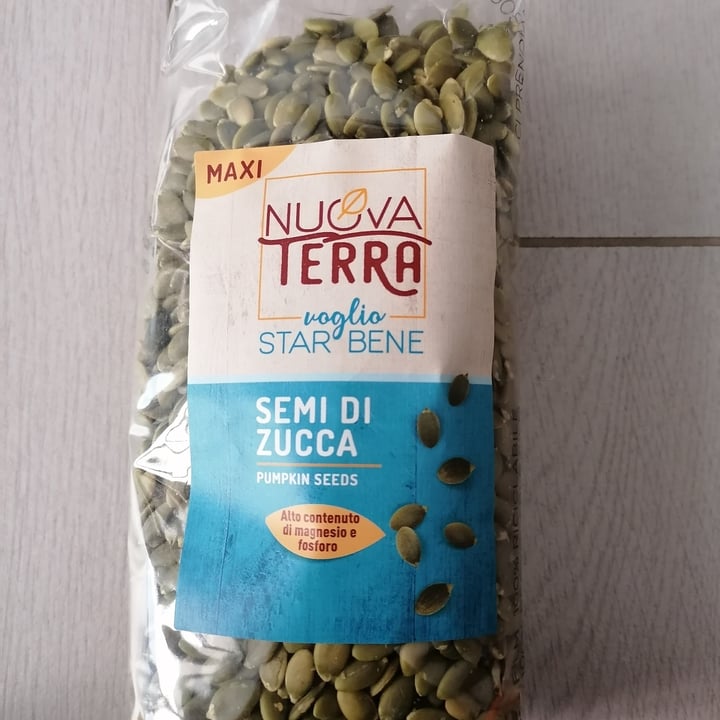 MAXI
NUOVA
TERRA
voglio
STAR BENE
SEMI DI
ZUCCA
PUMPKIN SEEDS
Alto contenuto
di magnesio e
fosforo